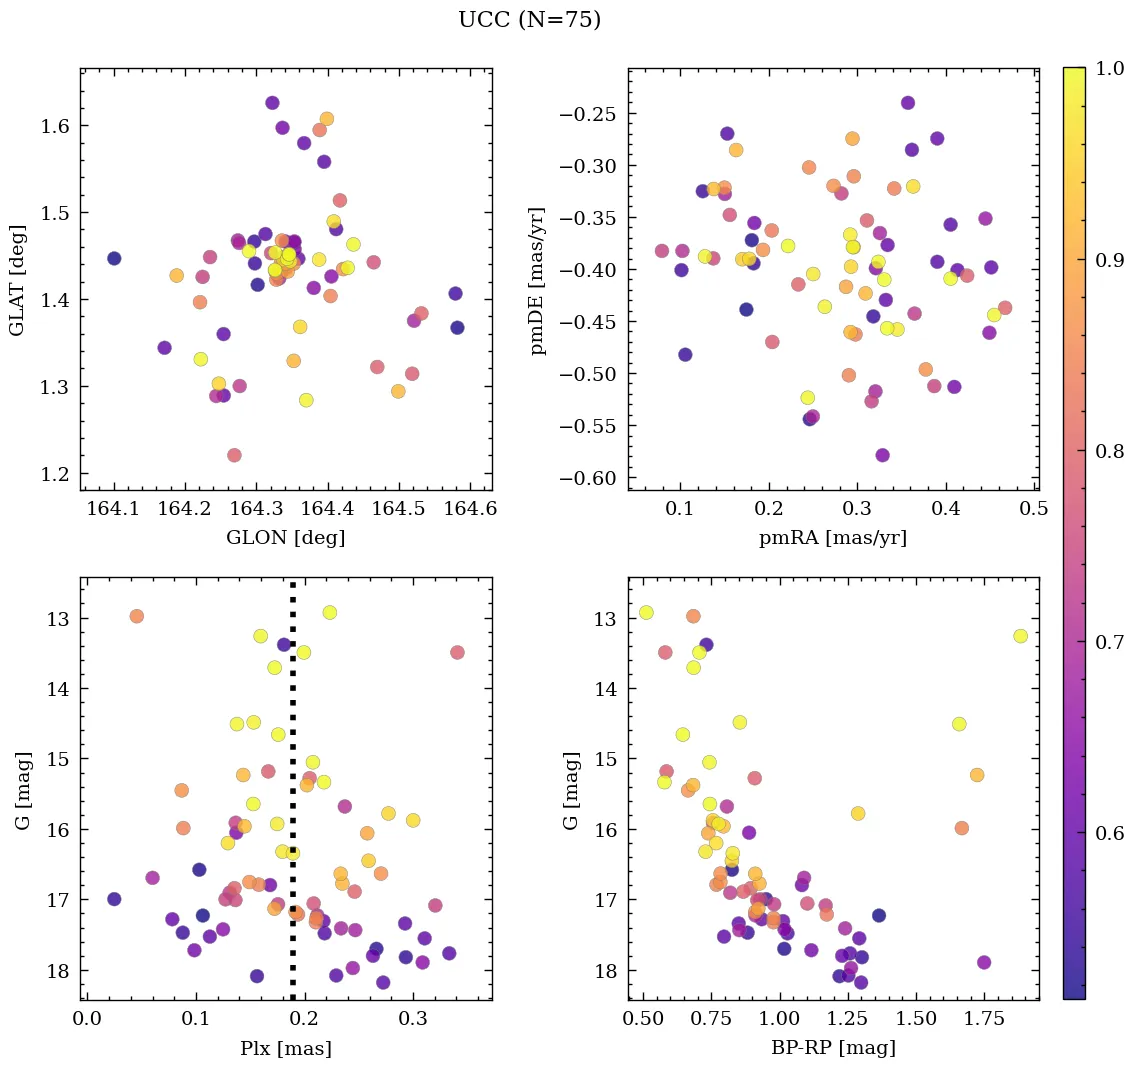 UCC (N=75)
1.6
1.5
1.4
1.3
1.2
GLAT [deg]
164.1 164.2 164.3 164.4 164.5 164.6
GLON [deg]
−0.25
−0.30
−0.35
−0.40
−0.45
−0.50
−0.55
−0.60
pmDE [mas/yr]
0.1 0.2 0.3 0.4 0.5
pmRA [mas/yr]
1.0
0.9
0.8
0.7
0.6
13
14
15
16
17
18
G [mag]
0.0 0.1 0.2 0.3
Plx [mas]
13
14
15
16
17
18
G [mag]
0.50 0.75 1.00 1.25 1.50 1.75
BP-RP [mag]